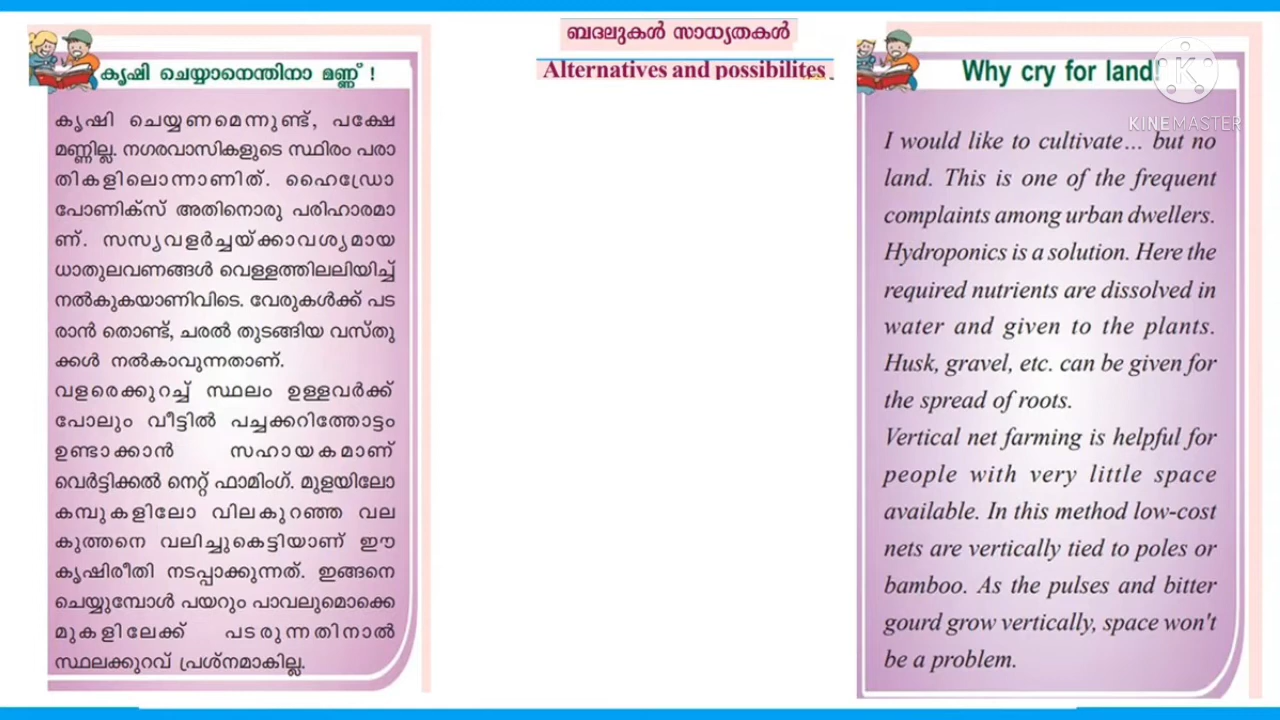 കൃഷി ചെയ്യാനെന്തിനാ മണ്ണ് !
കൃഷി ചെയ്യണമെന്നുണ്ട്, പക്ഷേ
മണ്ണില്ല. നഗരവാസികളുടെ സ്ഥിരം പരാ
തികളിലൊന്നാണിത്. ഹൈഡ്രോ
പോണിക്സ് അതിനൊരു പരിഹാരമാ
ണ്. സസ്യവളർച്ചയ്ക്കാവശ്യമായ
ധാതുലവണങ്ങൾ വെള്ളത്തിലലിയിച്ച്
നൽകുകയാണിവിടെ. വേരുകൾക്ക് പട
രാൻ തൊണ്ട്, ചരൽ തുടങ്ങിയ വസ്തു
ക്കൾ നൽകാവുന്നതാണ്.
വളരെക്കുറച്ച് സ്ഥലം ഉള്ളവർക്ക്
പോലും വീട്ടിൽ പച്ചക്കറിത്തോട്ടം
ഉണ്ടാക്കാൻ സഹായകമാണ്
വെർട്ടിക്കൽ നെറ്റ് ഫാമിംഗ്. മുളയിലോ
കമ്പുകളിലോ വിലകുറഞ്ഞ വല
കുത്തനെ വലിച്ചുകെട്ടിയാണ് ഈ
കൃഷിരീതി നടപ്പാക്കുന്നത്. ഇങ്ങനെ
ചെയ്യുമ്പോൾ പയറും പാവലുമൊക്കെ
മുകളിലേക്ക് പടരുന്നതിനാൽ
സ്ഥലക്കുറവ് പ്രശ്നമാകില്ല.
ബദലുകൾ സാധ്യതകൾ
Alternatives and possibilites
Why cry for land!
K
KINEMASTER
I would like to cultivate... but no
land. This is one of the frequent
complaints among urban dwellers.
Hydroponics is a solution. Here the
required nutrients are dissolved in
water and given to the plants.
Husk, gravel, etc. can be given for
the spread of roots.
Vertical net farming is helpful for
people with very little space
available. In this method low-cost
nets are vertically tied to poles or
bamboo. As the pulses and bitter
gourd grow vertically, space won't
be a problem.